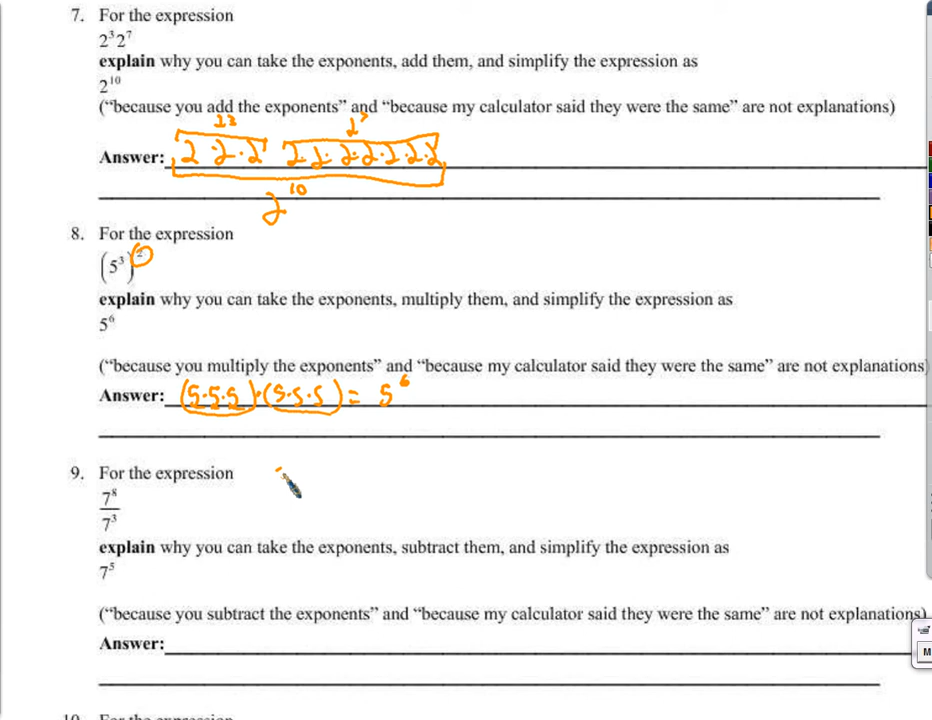 7. For the expression
2³2⁷
explain why you can take the exponents, add them, and simplify the expression as
2¹⁰
("because you add the exponents" and "because my calculator said they were the same" are not explanations)
2³ 2⁷
Answer: 2·2·2 2·2·2·2·2·2·2
2¹⁰
8. For the expression
(5³)²
explain why you can take the exponents, multiply them, and simplify the expression as
5⁶
("because you multiply the exponents" and "because my calculator said they were the same" are not explanations)
Answer: (5·5·5)·(5·5·5) = 5⁶
9. For the expression
7⁸
7³
explain why you can take the exponents, subtract them, and simplify the expression as
7⁵
("because you subtract the exponents" and "because my calculator said they were the same" are not explanations)
Answer:
M
10. For the expression